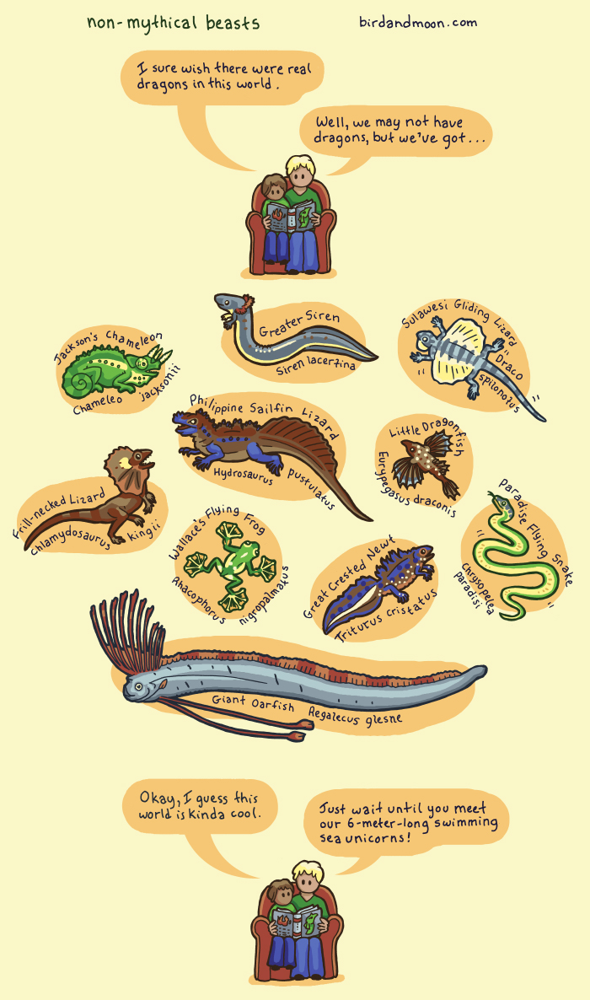 non-mythical beasts
birdandmoon.com
I sure wish there were real
dragons in this world.
Well, we may not have
dragons, but we've got...
Jackson's Chameleon
Chameleo jacksonii
Greater Siren
Siren lacertina
Sulawesi Gliding Lizard
Draco
spilonotus
Philippine Sailfin Lizard
Hydrosaurus pustulatus
Little Dragonfish
Eurypegasus draconis
Frill-necked Lizard
Chlamydosaurus kingii
Wallace's Flying Frog
Rhacophorus nigropalmatus
Great Crested Newt
Triturus cristatus
Paradise Flying Snake
Chrysopelea
paradisi
Giant Oarfish Regalecus glesne
Okay, I guess this
world is kinda cool.
Just wait until you meet
our 6-meter-long swimming
sea unicorns!